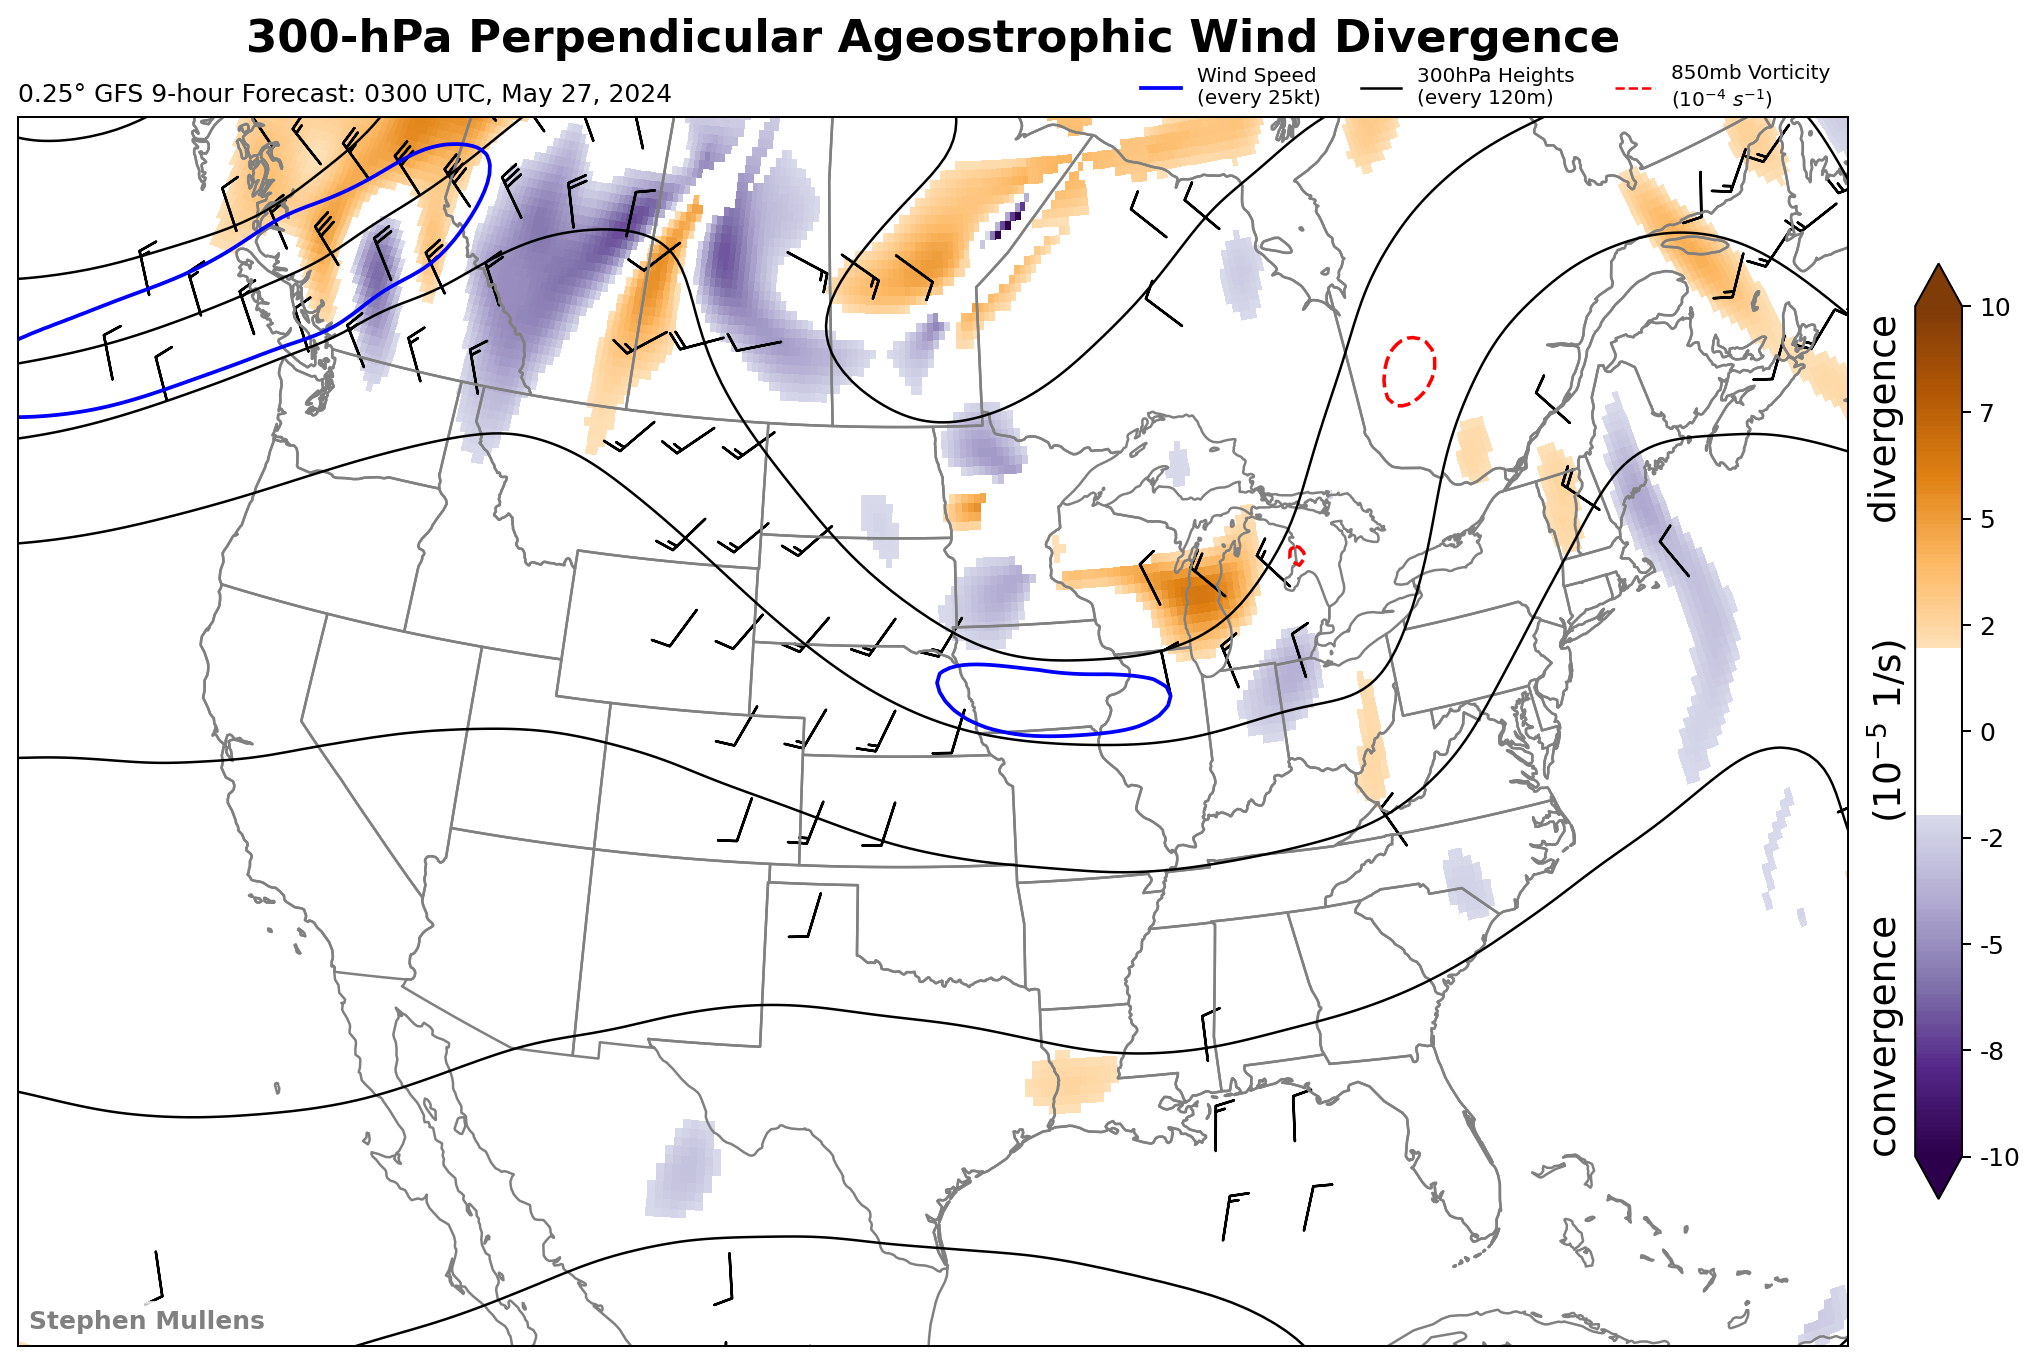 300-hPa Perpendicular Ageostrophic Wind Divergence
0.25° GFS 9-hour Forecast: 0300 UTC, May 27, 2024
Wind Speed
(every 25kt)
300hPa Heights
(every 120m)
850mb Vorticity
(10⁻⁴ s⁻¹)
10
7
5
2
0
-2
-5
-8
-10
convergence (10⁻⁵ 1/s) divergence
Stephen Mullens